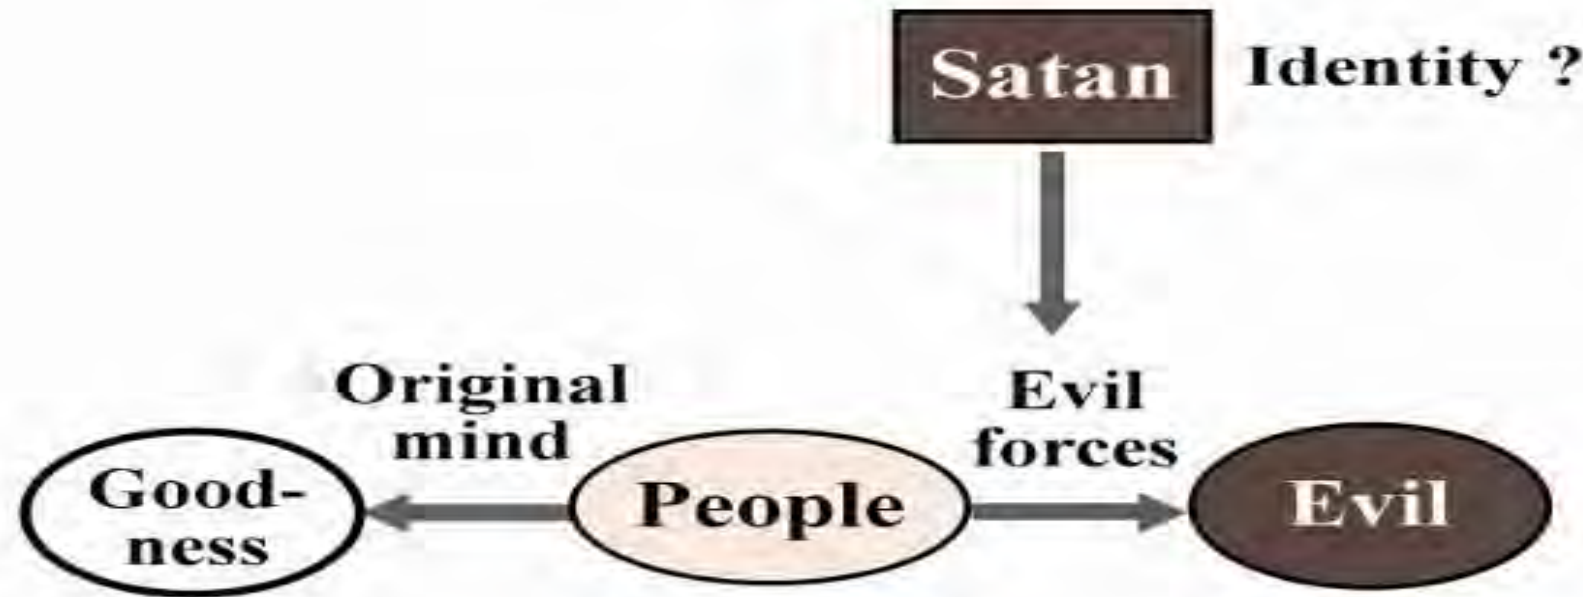 Satan
Identity ?
Original
mind
Evil
forces
Good-
ness
People
Evil